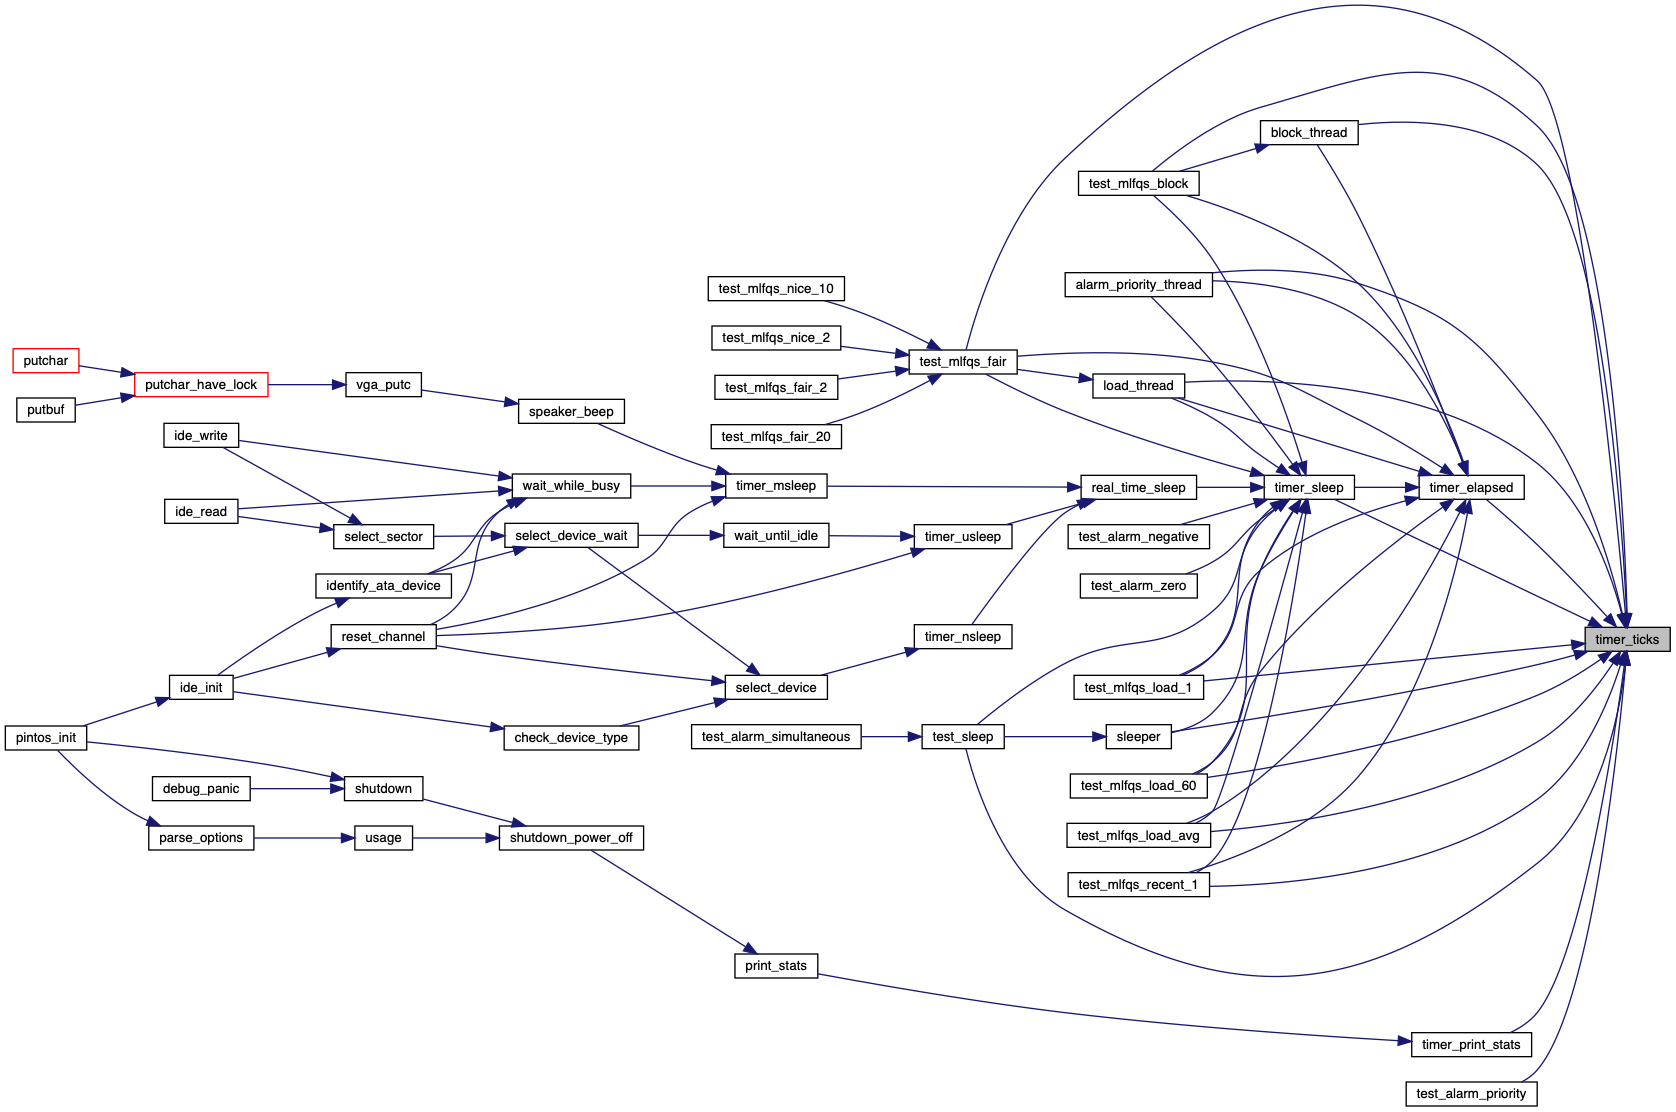 block_thread
test_mlfqs_block
alarm_priority_thread
test_mlfqs_nice_10
test_mlfqs_nice_2
putchar
test_mlfqs_fair
putchar_have_lock
vga_putc
test_mlfqs_fair_2
load_thread
putbuf
speaker_beep
ide_write
test_mlfqs_fair_20
wait_while_busy
timer_msleep
real_time_sleep
timer_sleep
timer_elapsed
ide_read
select_sector
select_device_wait
wait_until_idle
timer_usleep
test_alarm_negative
identify_ata_device
test_alarm_zero
reset_channel
timer_nsleep
timer_ticks
ide_init
select_device
test_mlfqs_load_1
pintos_init
check_device_type
test_alarm_simultaneous
test_sleep
sleeper
debug_panic
shutdown
test_mlfqs_load_60
parse_options
usage
shutdown_power_off
test_mlfqs_load_avg
test_mlfqs_recent_1
print_stats
timer_print_stats
test_alarm_priority